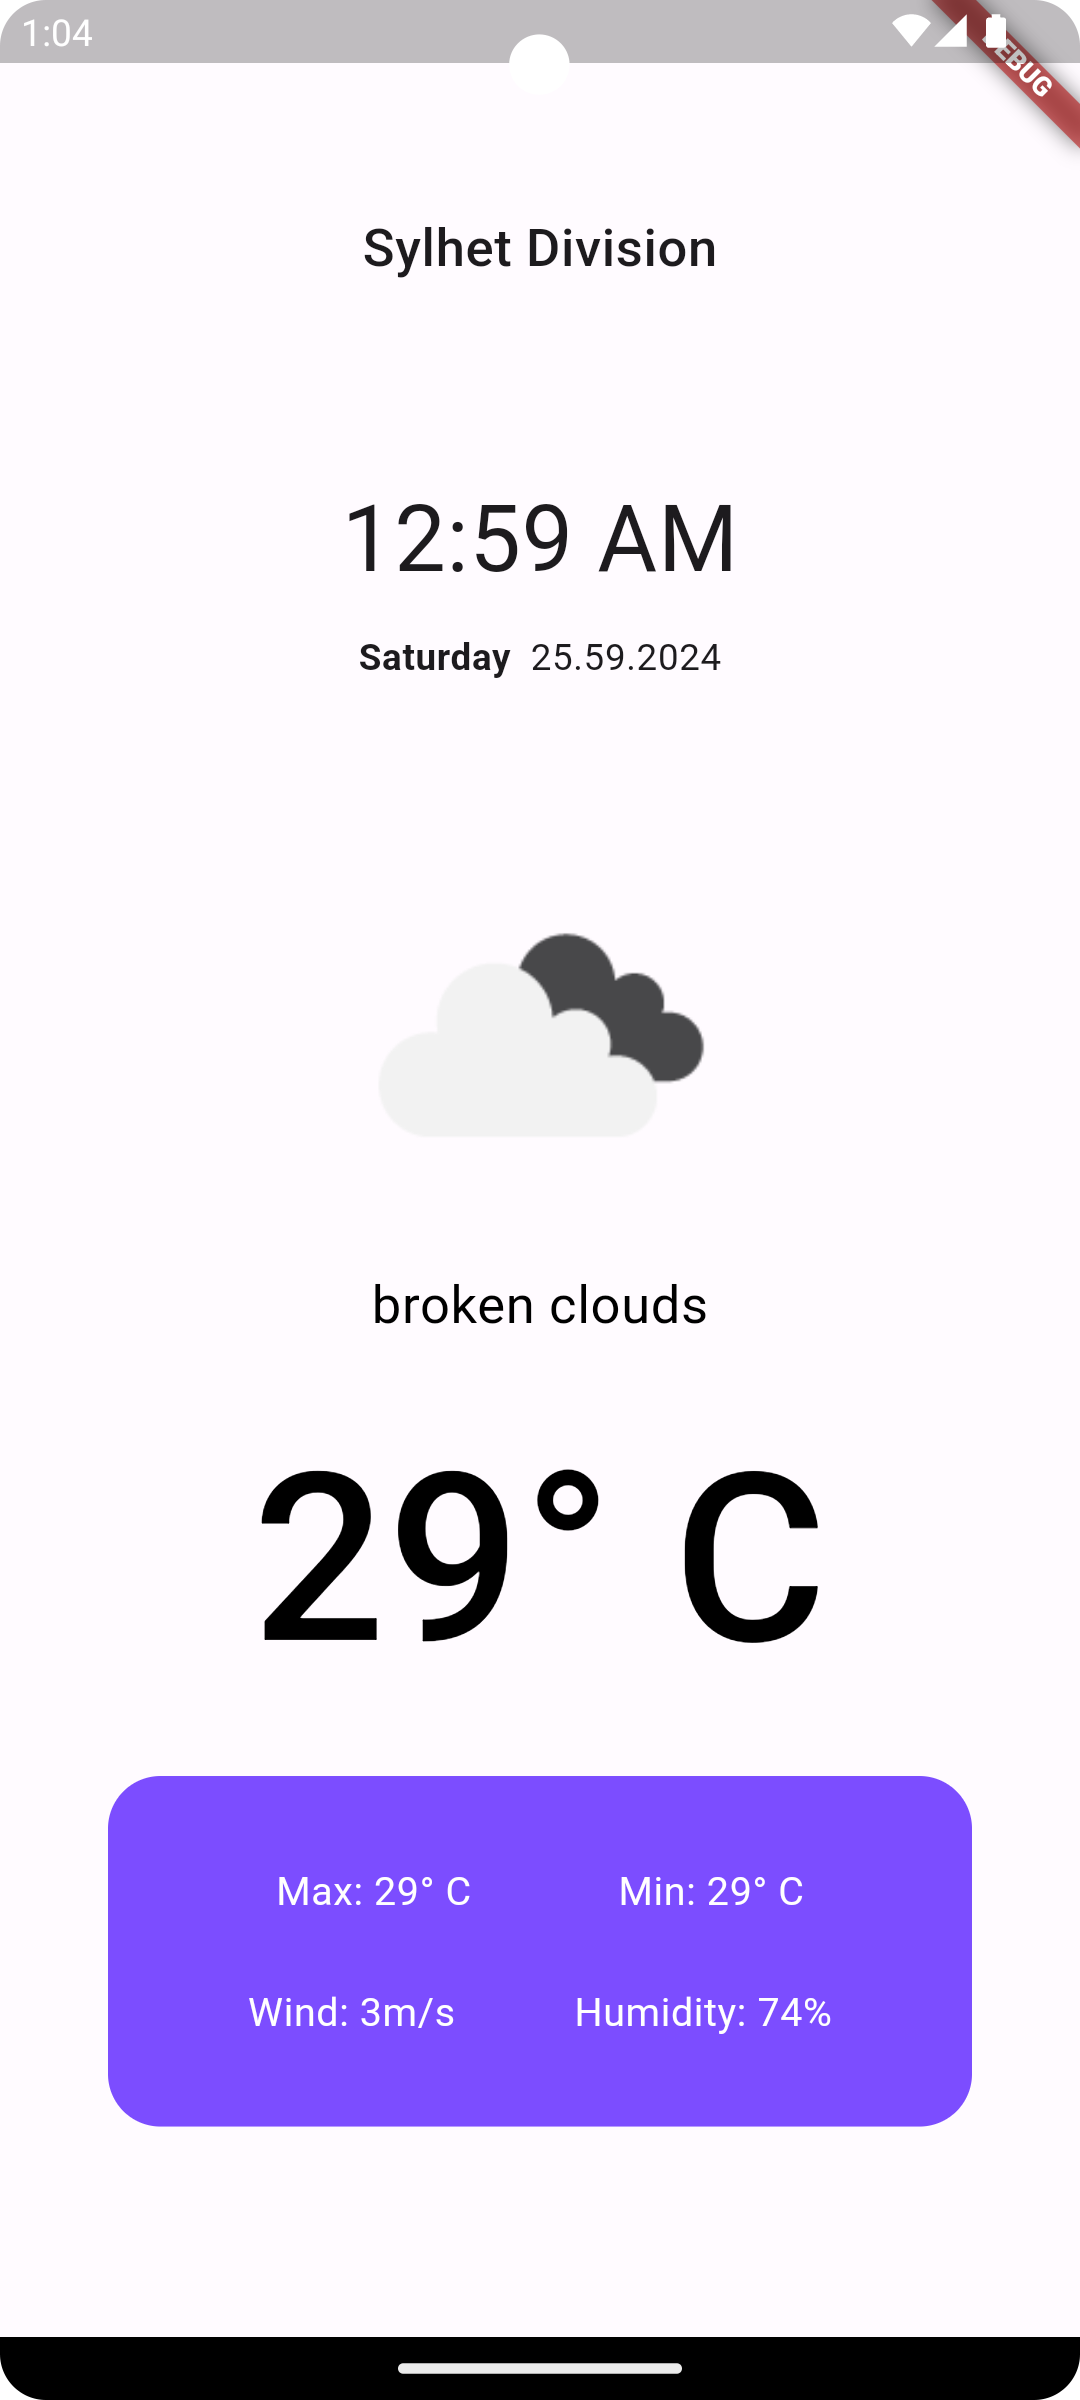 1:04
DEBUG
Sylhet Division
12:59 AM
Saturday 25.59.2024
broken clouds
29° C
Max: 29° C Min: 29° C
Wind: 3m/s Humidity: 74%